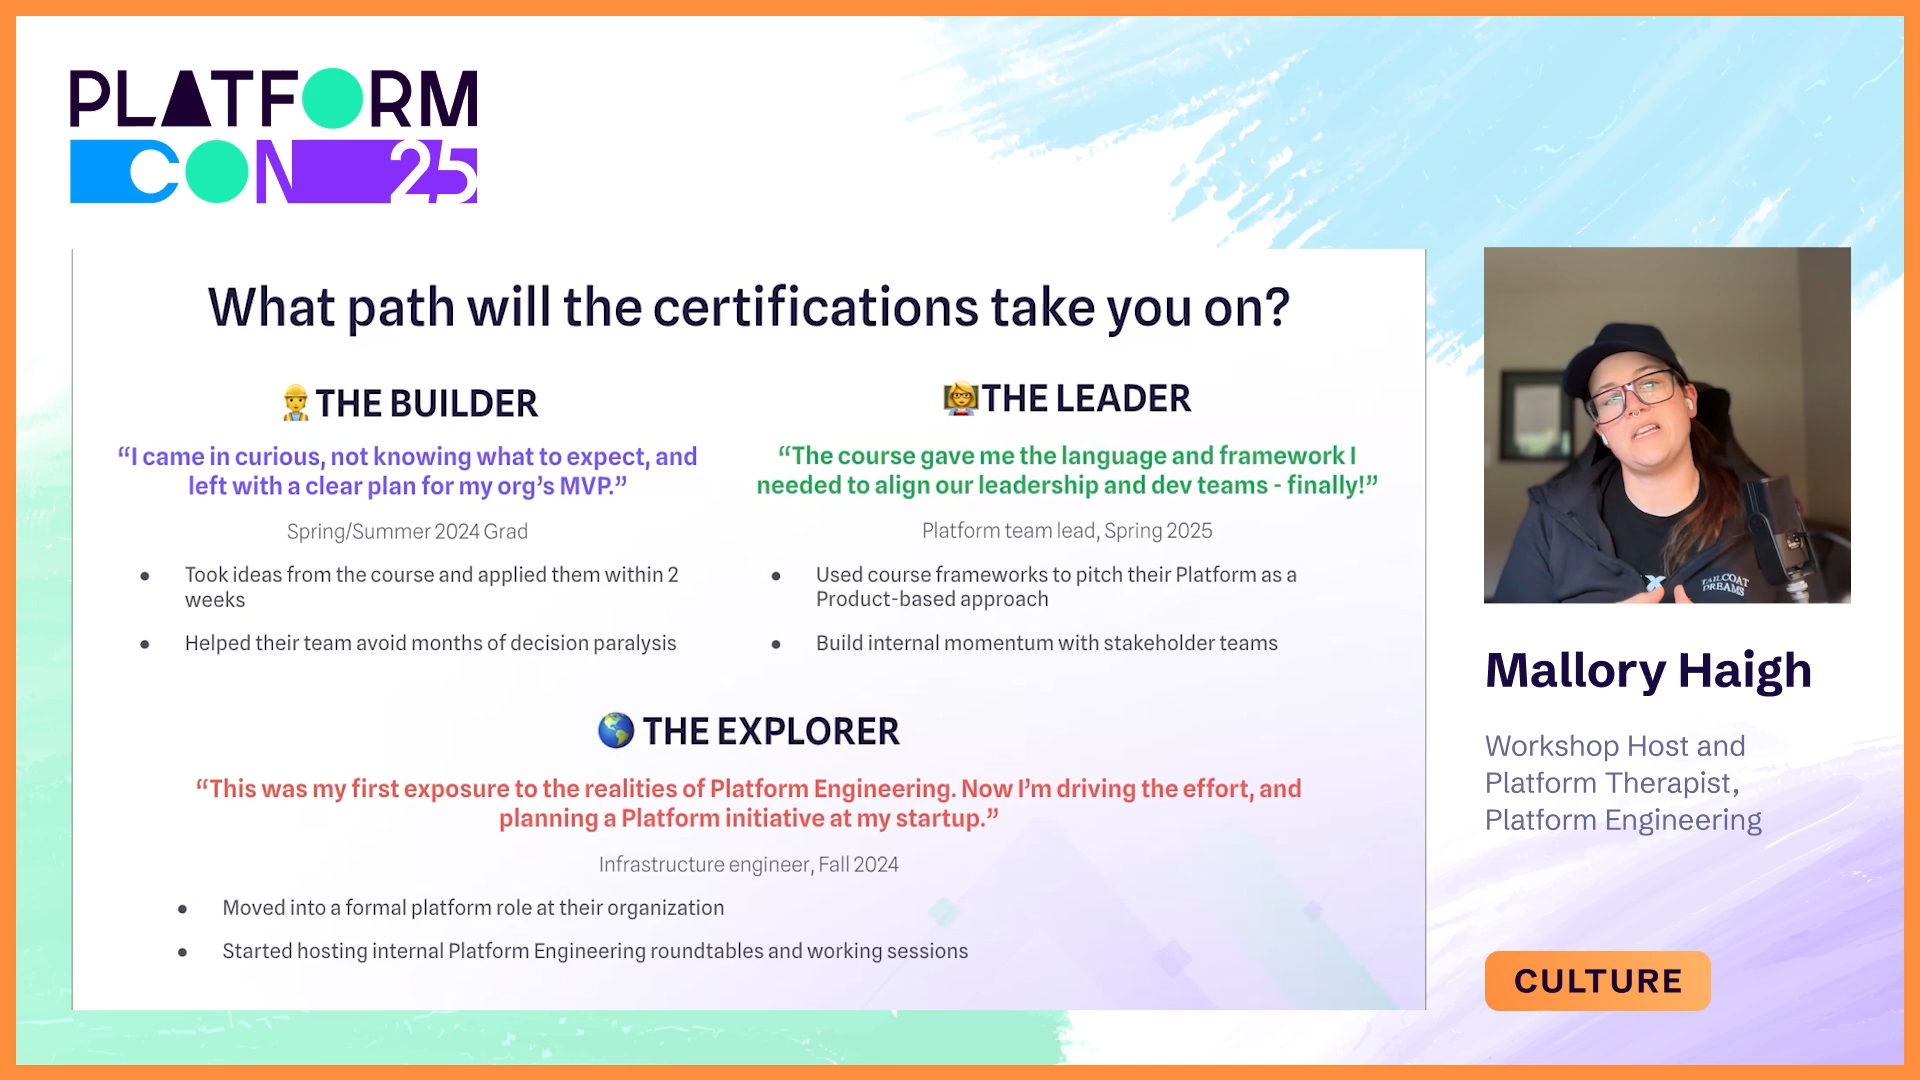 PLATFORM
CON 25
What path will the certifications take you on?
THE BUILDER
“I came in curious, not knowing what to expect, and
left with a clear plan for my org’s MVP.”
Spring/Summer 2024 Grad
● Took ideas from the course and applied them within 2
weeks
● Helped their team avoid months of decision paralysis
THE LEADER
“The course gave me the language and framework I
needed to align our leadership and dev teams - finally!”
Platform team lead, Spring 2025
● Used course frameworks to pitch their Platform as a
Product-based approach
● Build internal momentum with stakeholder teams
THE EXPLORER
“This was my first exposure to the realities of Platform Engineering. Now I’m driving the effort, and
planning a Platform initiative at my startup.”
Infrastructure engineer, Fall 2024
● Moved into a formal platform role at their organization
● Started hosting internal Platform Engineering roundtables and working sessions
TAILCOAT
DREAMS
Mallory Haigh
Workshop Host and
Platform Therapist,
Platform Engineering
CULTURE